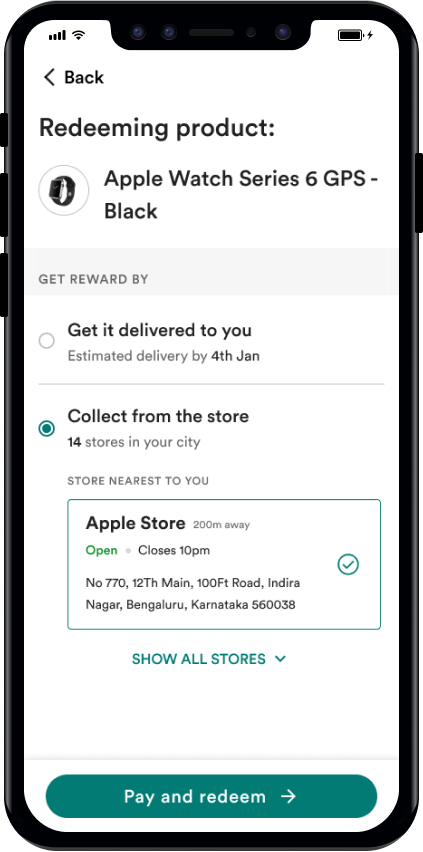 Back
Redeeming product:
Apple Watch Series 6 GPS -
Black
GET REWARD BY
Get it delivered to you
Estimated delivery by 4th Jan
Collect from the store
14 stores in your city
STORE NEAREST TO YOU
Apple Store 200m away
Open Closes 10pm
No 770, 12Th Main, 100Ft Road, Indira
Nagar, Bengaluru, Karnataka 560038
SHOW ALL STORES
Pay and redeem